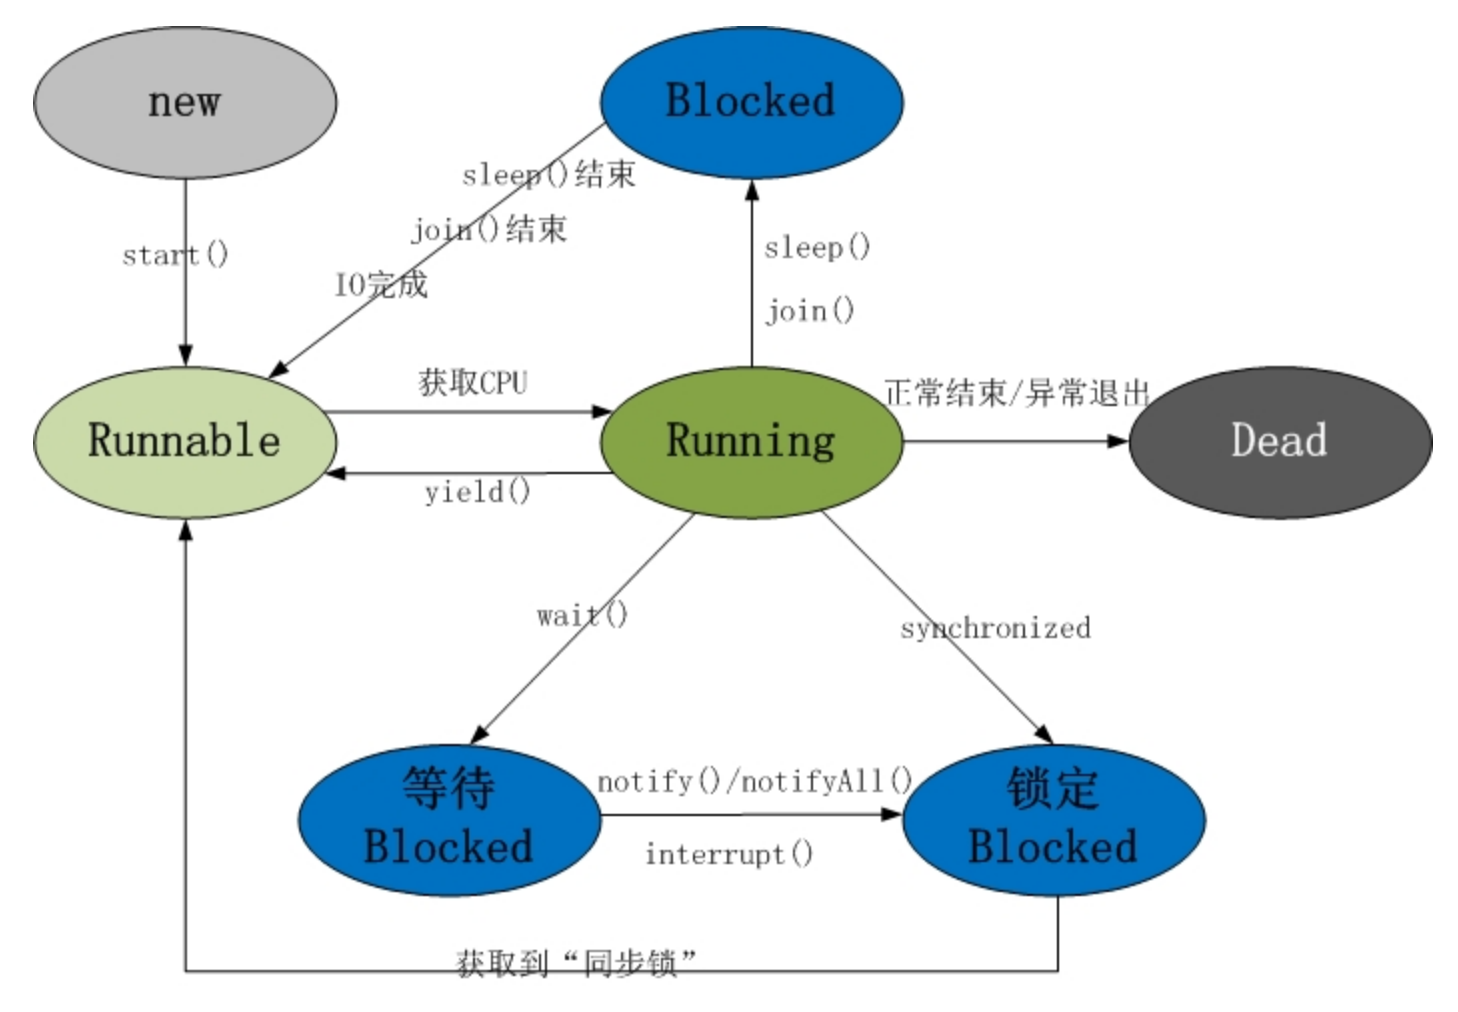 new
Blocked
sleep()结束
join()结束
IO完成
start()
sleep()
join()
获取CPU
正常结束/异常退出
Runnable
Running
Dead
yield()
wait()
synchronized
等待
Blocked
notify()/notifyAll()
interrupt()
锁定
Blocked
获取到“同步锁”